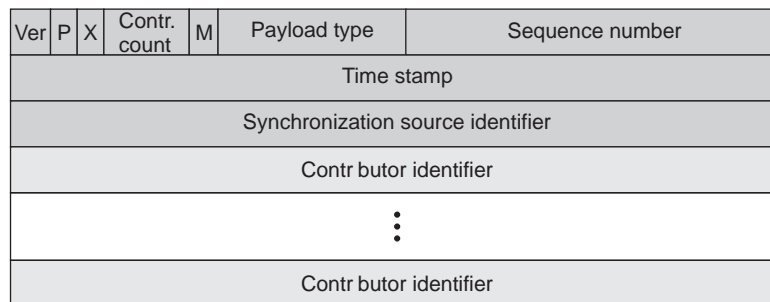 Ver P X Contr. count M Payload type Sequence number
Time stamp
Synchronization source identifier
Contr butor identifier
Contr butor identifier